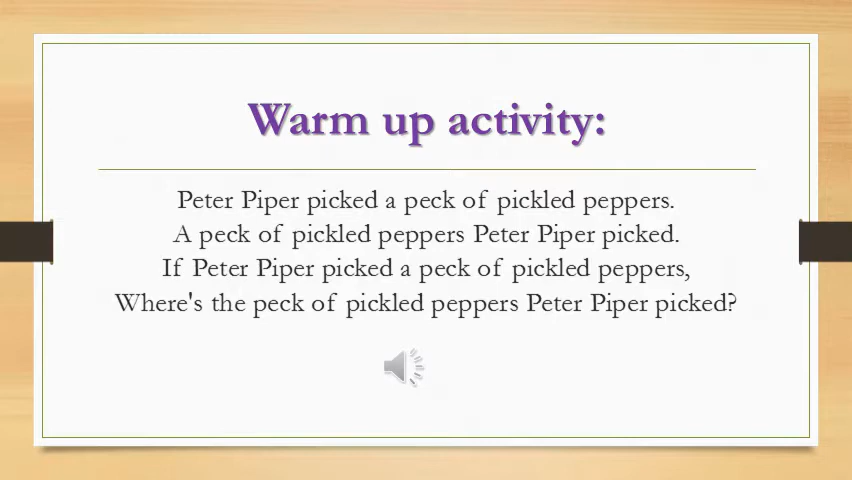 Warm up activity:
Peter Piper picked a peck of pickled peppers.
A peck of pickled peppers Peter Piper picked.
If Peter Piper picked a peck of pickled peppers,
Where's the peck of pickled peppers Peter Piper picked?